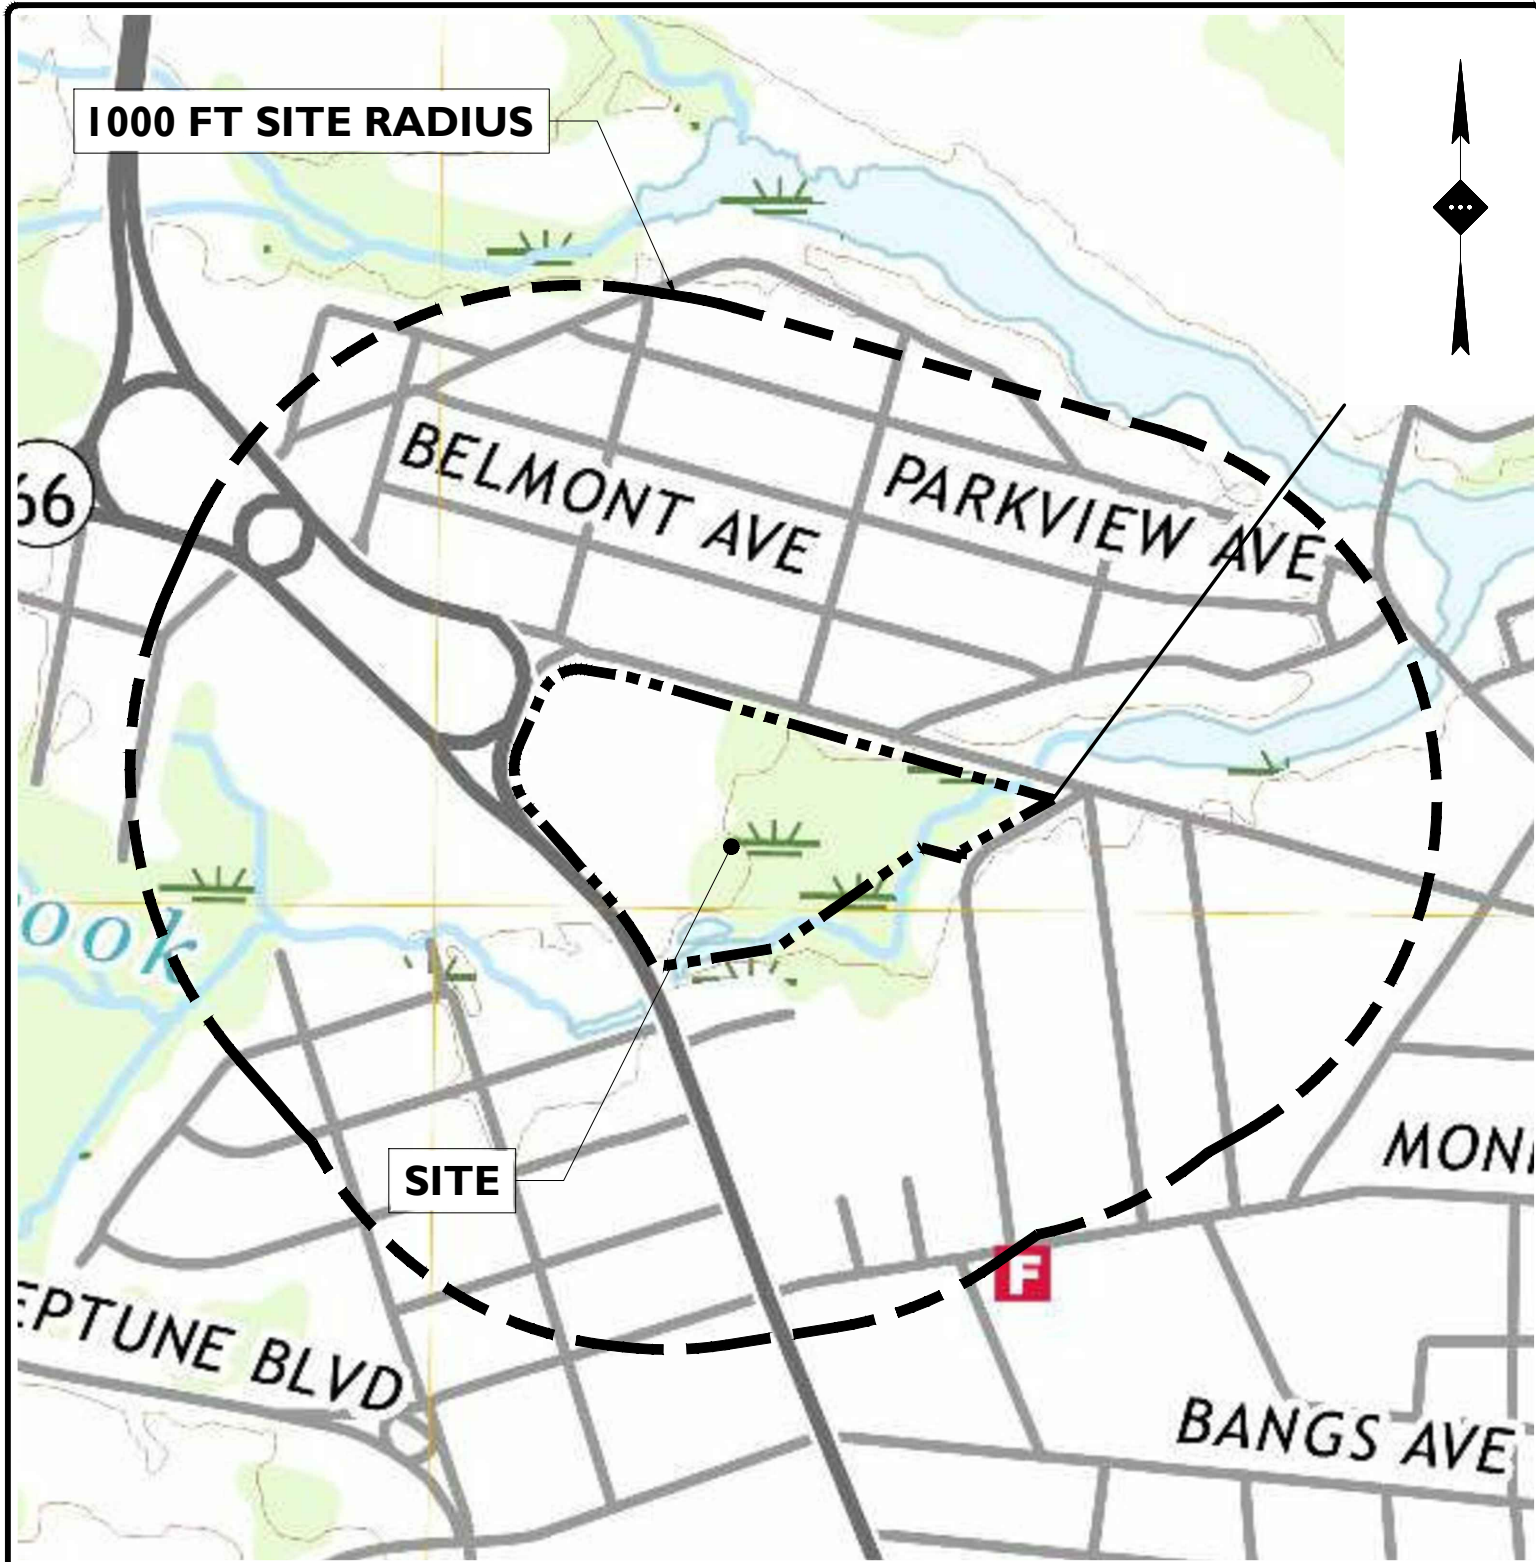 1000 FT SITE RADIUS
66
BELMONT AVE
PARKVIEW AVE
ook
SITE
F
MON
EPTUNE BLVD
BANGS AVE